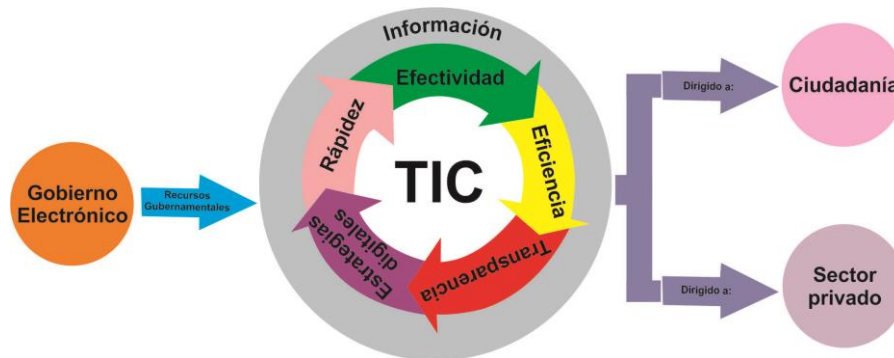 Gobierno
Electrónico
Recursos
Gubernamentales
Información
Efectividad
Eficiencia
Transparencia
Estrategias
digitales
Rápidez
TIC
Dirigido a:
Ciudadanía
Dirigido a:
Sector
privado